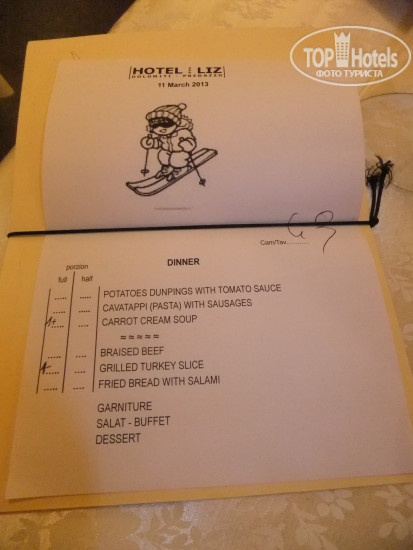 TOP Hotels
ФОТО ТУРИСТА
HOTEL LIZ
DOLOMITI - PREDAZZO
11 March 2013
Cam/Tav...........
DINNER
porzion
full half
..... ..... POTATOES DUNPINGS WITH TOMATO SAUCE
..... ..... CAVATAPPI (PASTA) WITH SAUSAGES
..... ..... CARROT CREAM SOUP
≈ ≈ ≈ ≈ ≈
..... ..... BRAISED BEEF
..... ..... GRILLED TURKEY SLICE
..... ..... FRIED BREAD WITH SALAMI
GARNITURE
SALAT - BUFFET
DESSERT